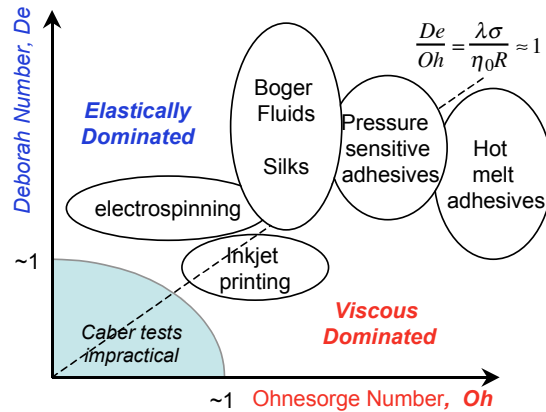 Deborah Number, De
De/Oh = λσ/η₀R ≈ 1
Elastically
Dominated
Boger
Fluids
Silks
Pressure
sensitive
adhesives
Hot
melt
adhesives
electrospinning
Inkjet
printing
~1
Caber tests
impractical
Viscous
Dominated
~1
Ohnesorge Number, Oh